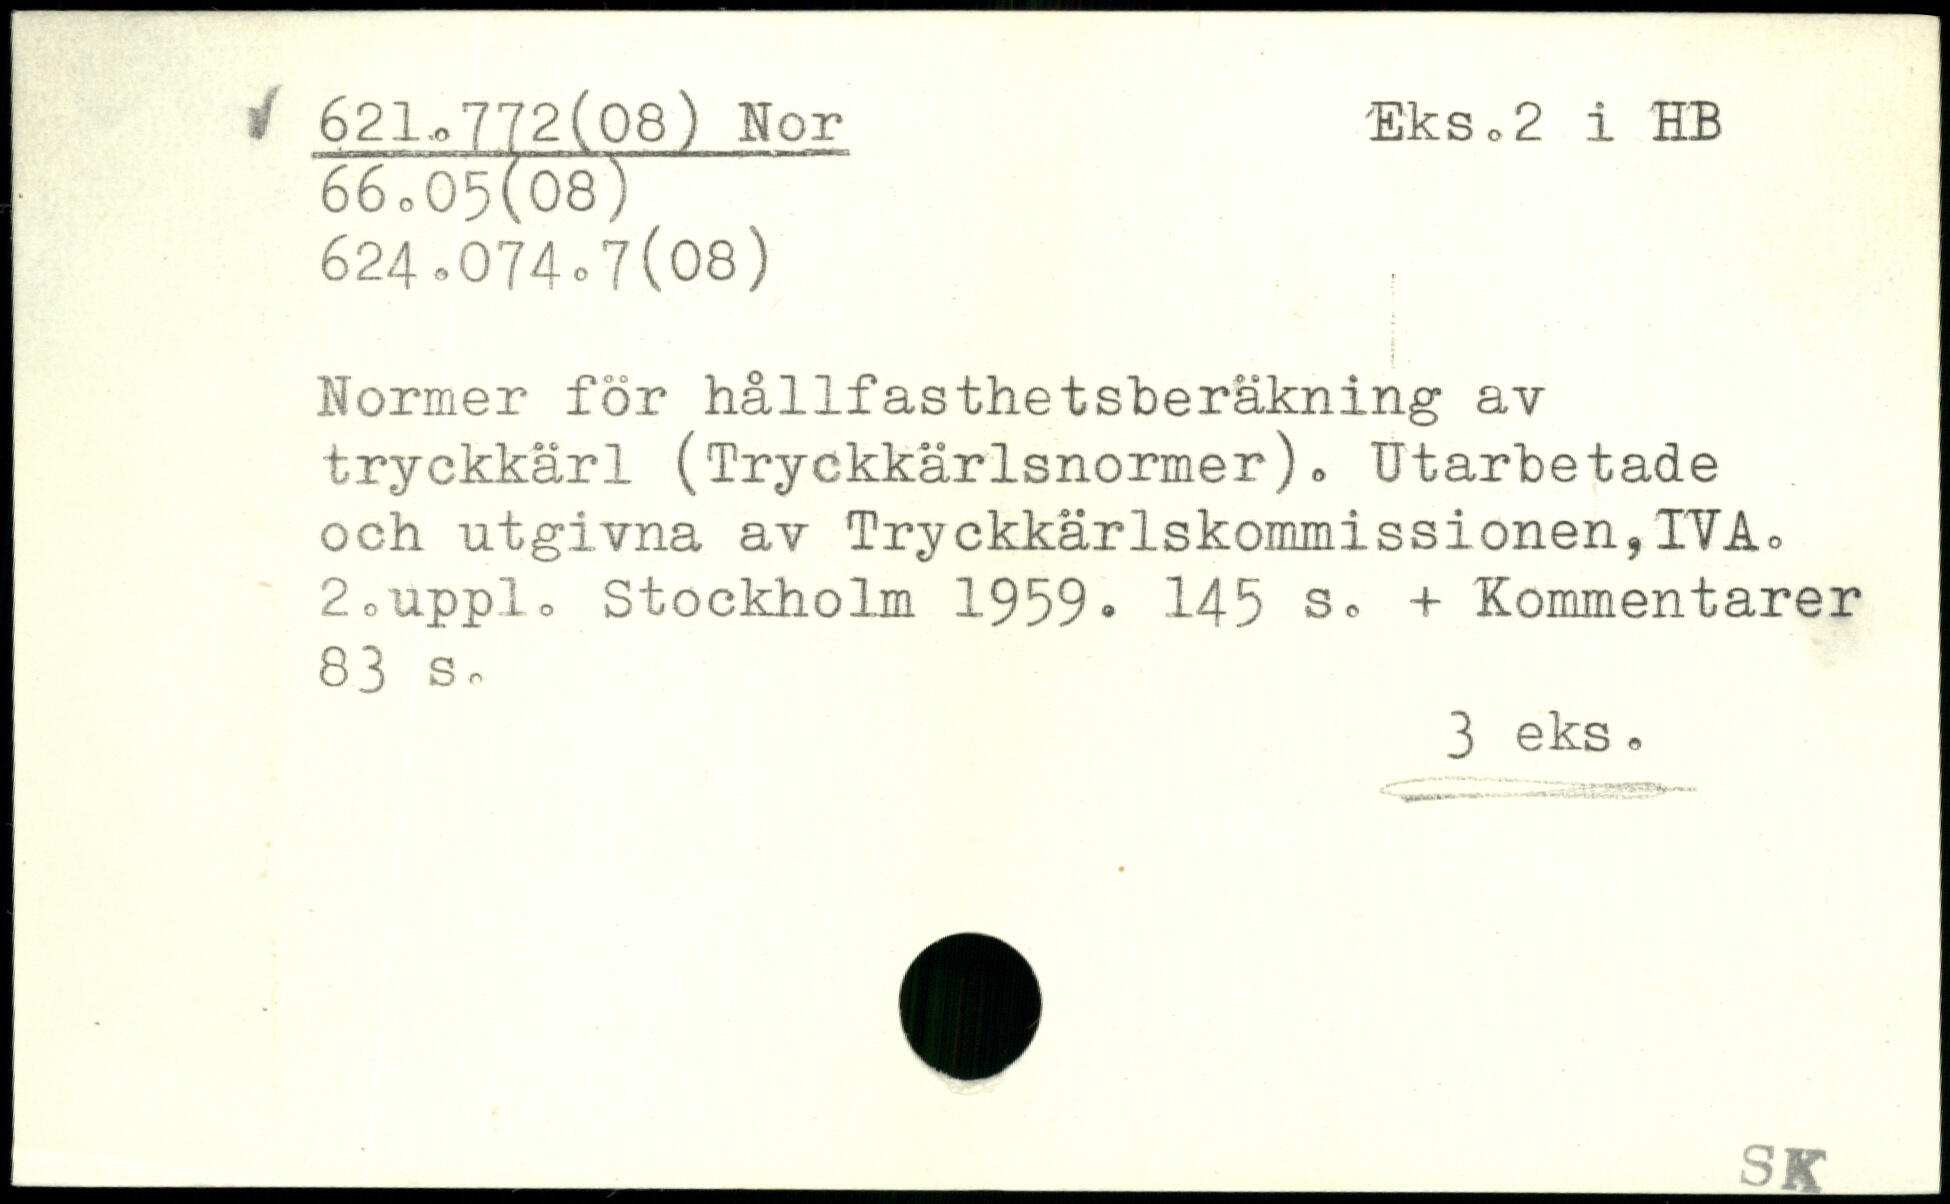 621.772(08) Nor Eks.2 i HB
66.05(08)
624.074.7(08)
Normer för hållfasthetsberäkning av
tryckkärl (Tryckkärlsnormer). Utarbetade
och utgivna av Tryckkärlskommissionen,IVA.
2.uppl. Stockholm 1959. 145 s. + Kommentarer
83 s.
3 eks.
SK